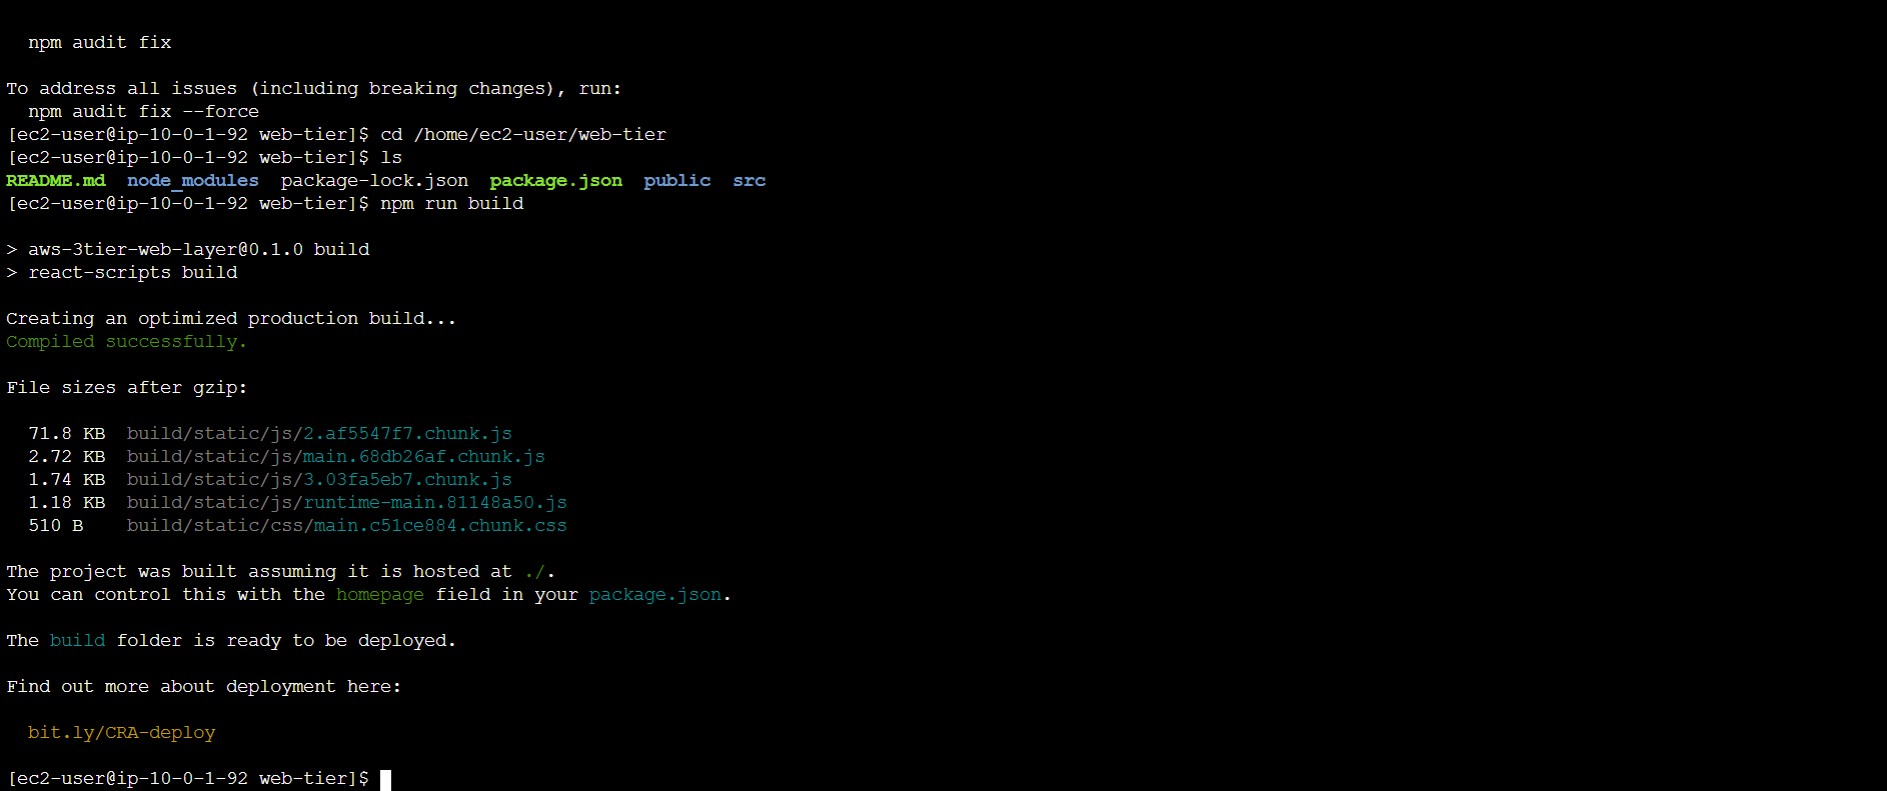 npm audit fix
To address all issues (including breaking changes), run:
npm audit fix --force
[ec2-user@ip-10-0-1-92 web-tier]$ cd /home/ec2-user/web-tier
[ec2-user@ip-10-0-1-92 web-tier]$ ls
README.md  node_modules  package-lock.json  package.json  public  src
[ec2-user@ip-10-0-1-92 web-tier]$ npm run build
> aws-3tier-web-layer@0.1.0 build
> react-scripts build
Creating an optimized production build...
Compiled successfully.
File sizes after gzip:
71.8 KB  build/static/js/2.af5547f7.chunk.js
2.72 KB  build/static/js/main.68db26af.chunk.js
1.74 KB  build/static/js/3.03fa5eb7.chunk.js
1.18 KB  build/static/js/runtime-main.81148a50.js
510 B    build/static/css/main.c51ce884.chunk.css
The project was built assuming it is hosted at ./.
You can control this with the homepage field in your package.json.
The build folder is ready to be deployed.
Find out more about deployment here:
bit.ly/CRA-deploy
[ec2-user@ip-10-0-1-92 web-tier]$